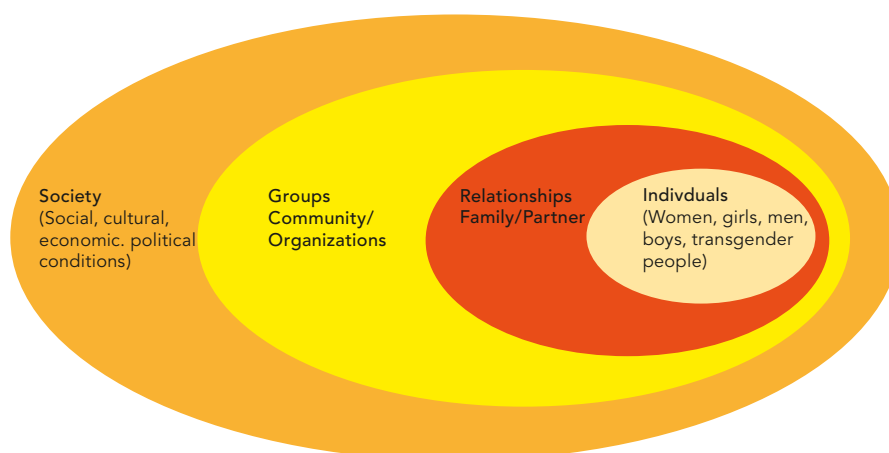 Society
(Social, cultural,
economic. political
conditions)
Groups
Community/
Organizations
Relationships
Family/Partner
Indivduals
(Women, girls, men,
boys, transgender
people)